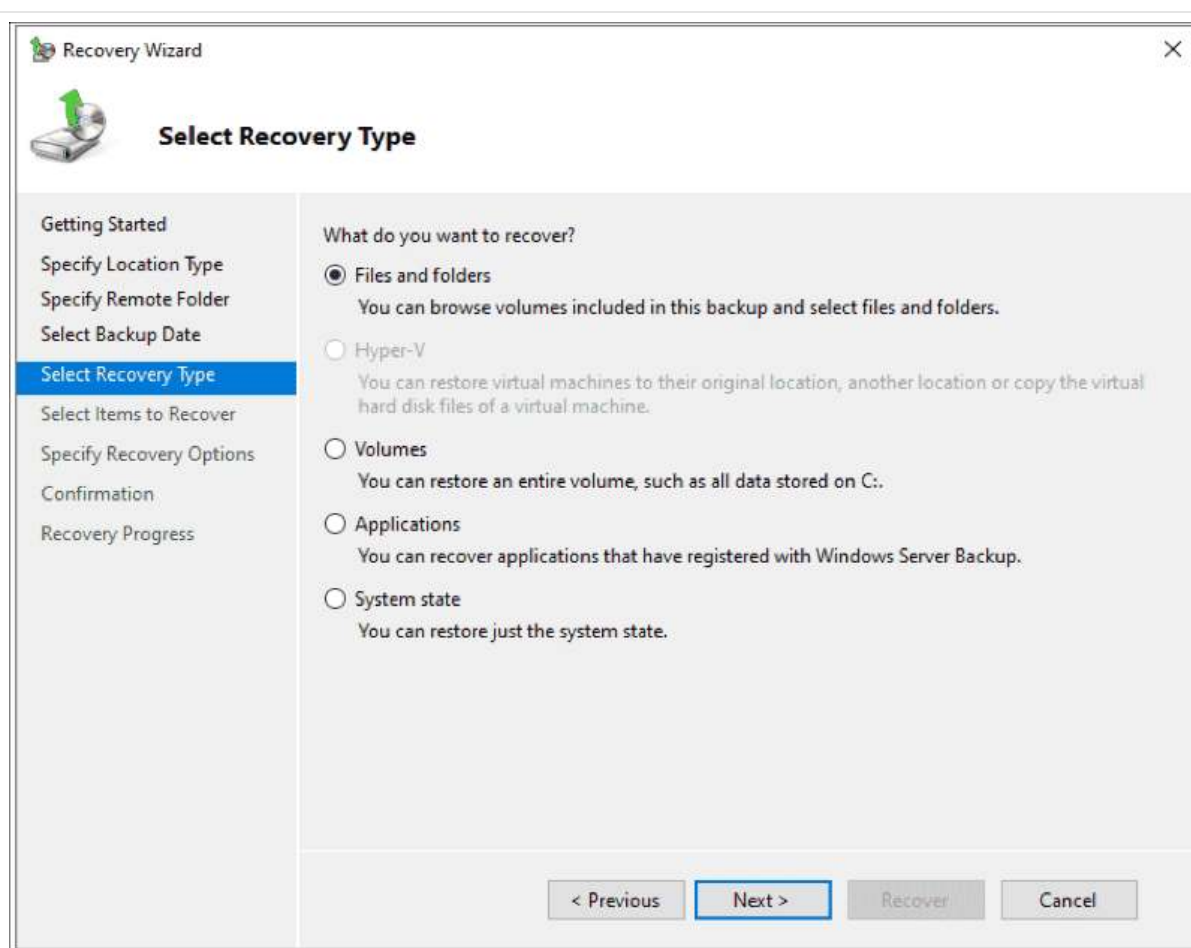 Recovery Wizard
Select Recovery Type
Getting Started
Specify Location Type
Specify Remote Folder
Select Backup Date
Select Recovery Type
Select Items to Recover
Specify Recovery Options
Confirmation
Recovery Progress
What do you want to recover?
Files and folders
You can browse volumes included in this backup and select files and folders.
Hyper-V
You can restore virtual machines to their original location, another location or copy the virtual
hard disk files of a virtual machine.
Volumes
You can restore an entire volume, such as all data stored on C:.
Applications
You can recover applications that have registered with Windows Server Backup.
System state
You can restore just the system state.
< Previous
Next >
Recover
Cancel